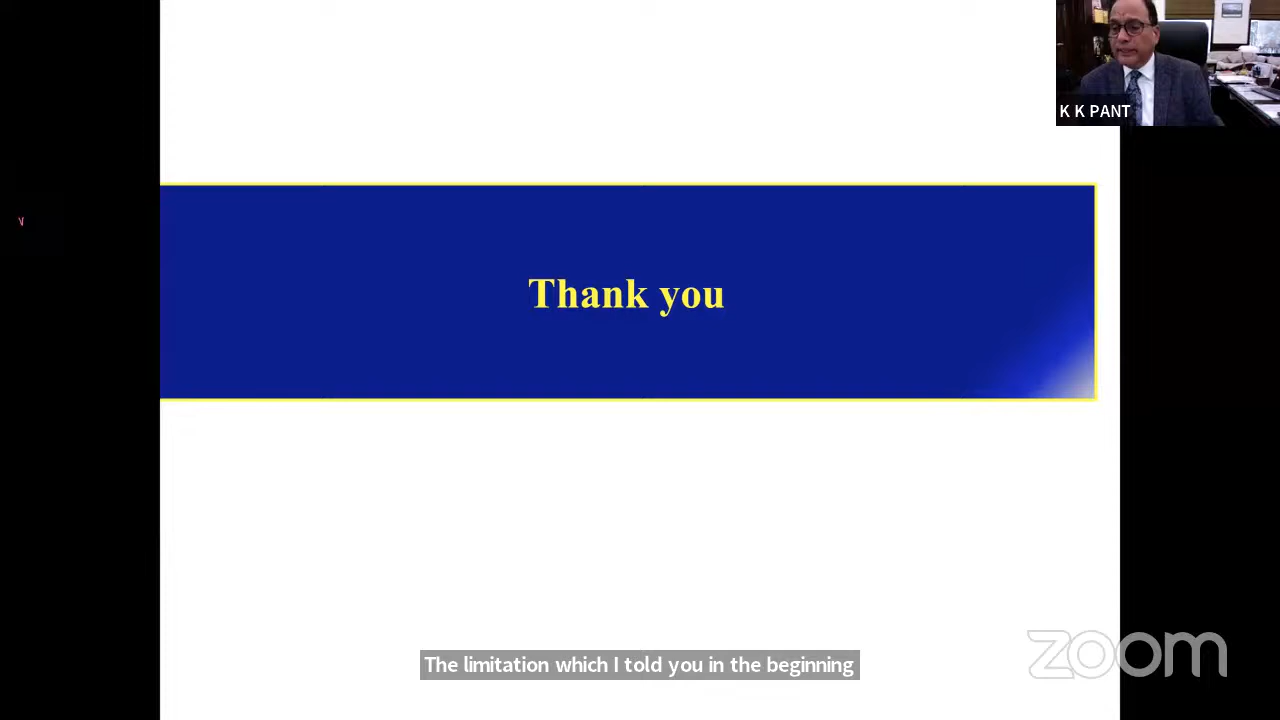 K K PANT
Thank you
The limitation which I told you in the beginning
zoom